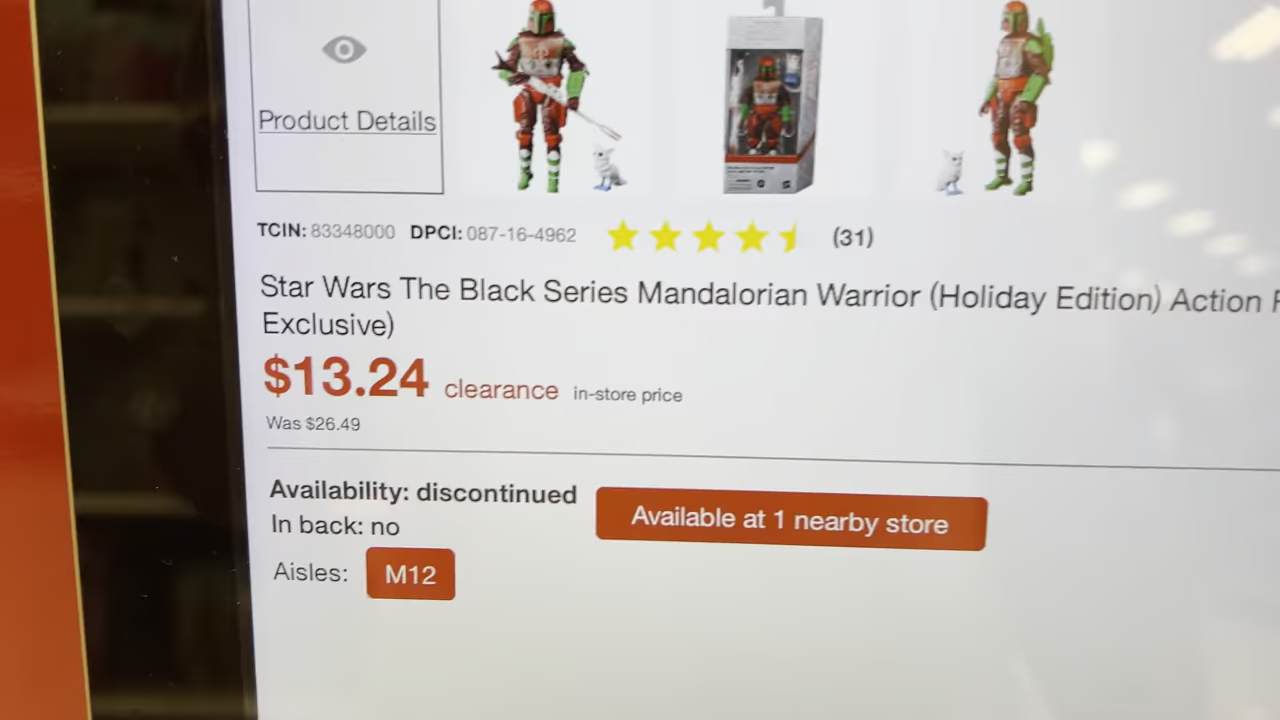 Product Details
TCIN: 83348000 DPCI: 087-16-4962 (31)
Star Wars The Black Series Mandalorian Warrior (Holiday Edition) Action
Exclusive)
$13.24 clearance in-store price
Was $26.49
Availability: discontinued
Available at 1 nearby store
In back: no
Aisles: M12